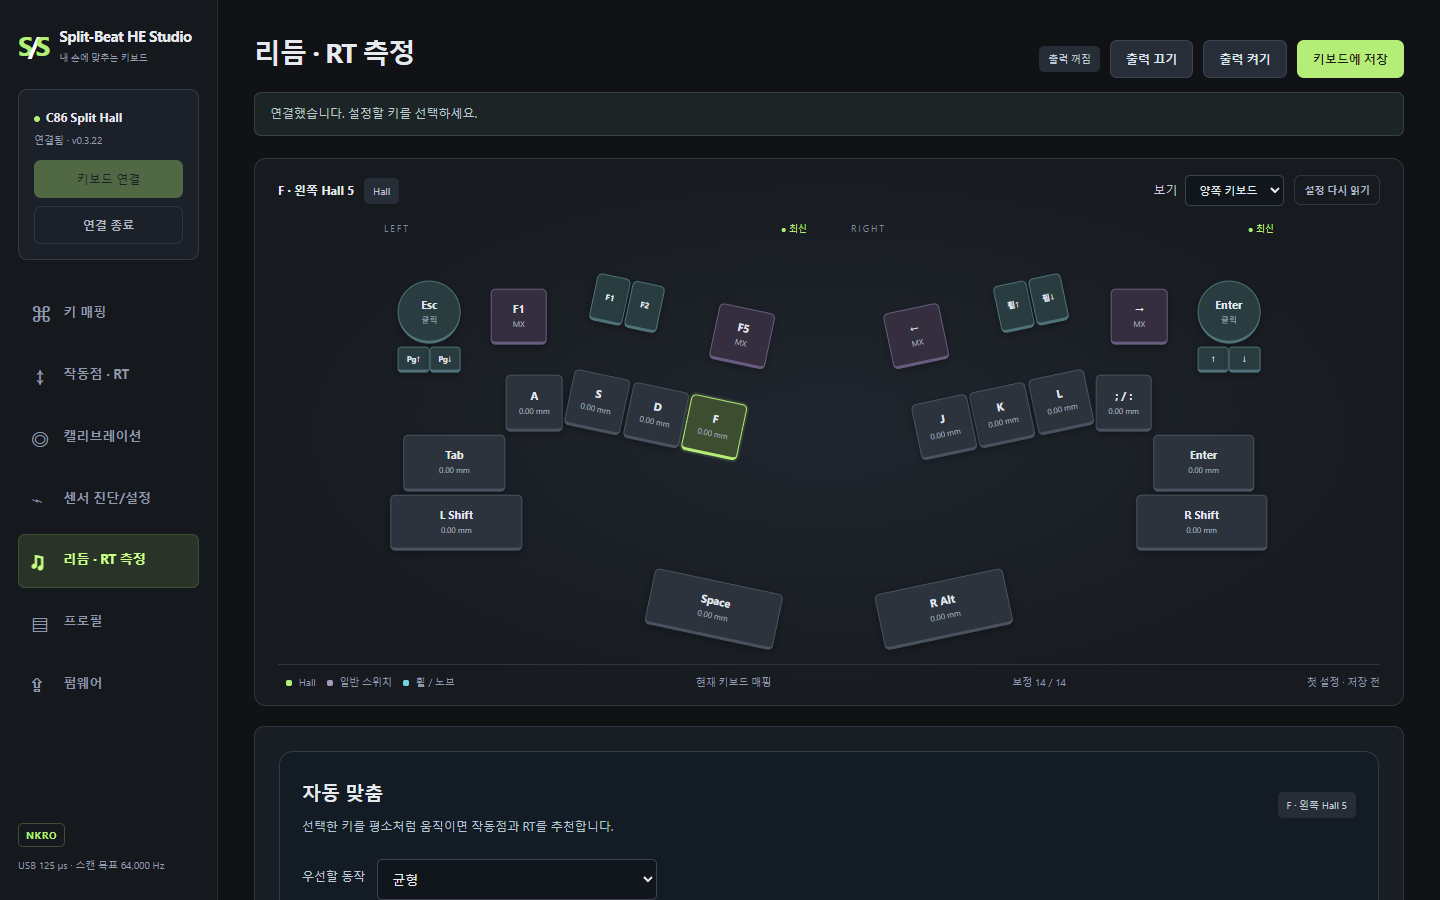 S/S
Split-Beat HE Studio
내 손에 맞추는 키보드
C86 Split Hall
연결됨 · v0.3.22
키보드 연결
연결 종료
키 매핑
작동점 · RT
캘리브레이션
센서 진단/설정
리듬 · RT 측정
프로필
펌웨어
NKRO
USB 125 µs · 스캔 목표 64,000 Hz
리듬 · RT 측정
출력 꺼짐
출력 끄기
출력 켜기
키보드에 저장
연결했습니다. 설정할 키를 선택하세요.
F · 왼쪽 Hall 5
Hall
보기
양쪽 키보드
설정 다시 읽기
LEFT
최신
RIGHT
최신
Esc
클릭
F1
MX
F1
F2
F5
MX
←
MX
휠↑
휠↓
→
MX
Enter
클릭
Pg↑
Pg↓
↑
↓
A
0.00 mm
S
0.00 mm
D
0.00 mm
F
0.00 mm
J
0.00 mm
K
0.00 mm
L
0.00 mm
;/:
0.00 mm
Tab
0.00 mm
Enter
0.00 mm
L Shift
0.00 mm
R Shift
0.00 mm
Space
0.00 mm
R Alt
0.00 mm
Hall
일반 스위치
휠 / 노브
현재 키보드 매핑
보정 14 / 14
첫 설정 · 저장 전
자동 맞춤
선택한 키를 평소처럼 움직이면 작동점과 RT를 추천합니다.
F · 왼쪽 Hall 5
우선할 동작
균형